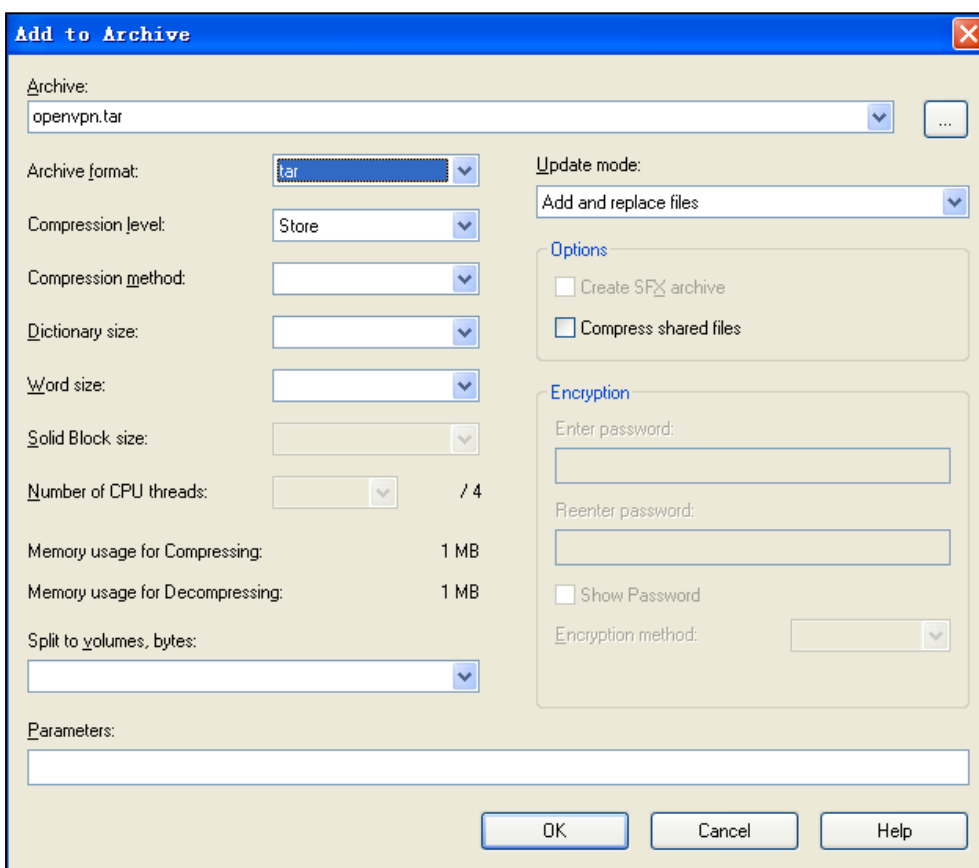 Add to Archive
Archive:
openvpn.tar
...
Archive format:
tar
Compression level:
Store
Compression method:
Dictionary size:
Word size:
Solid Block size:
Number of CPU threads:
/ 4
Memory usage for Compressing:
1 MB
Memory usage for Decompressing:
1 MB
Split to volumes, bytes:
Update mode:
Add and replace files
Options
Create SFX archive
Compress shared files
Encryption
Enter password:
Reenter password:
Show Password
Encryption method:
Parameters:
OK
Cancel
Help